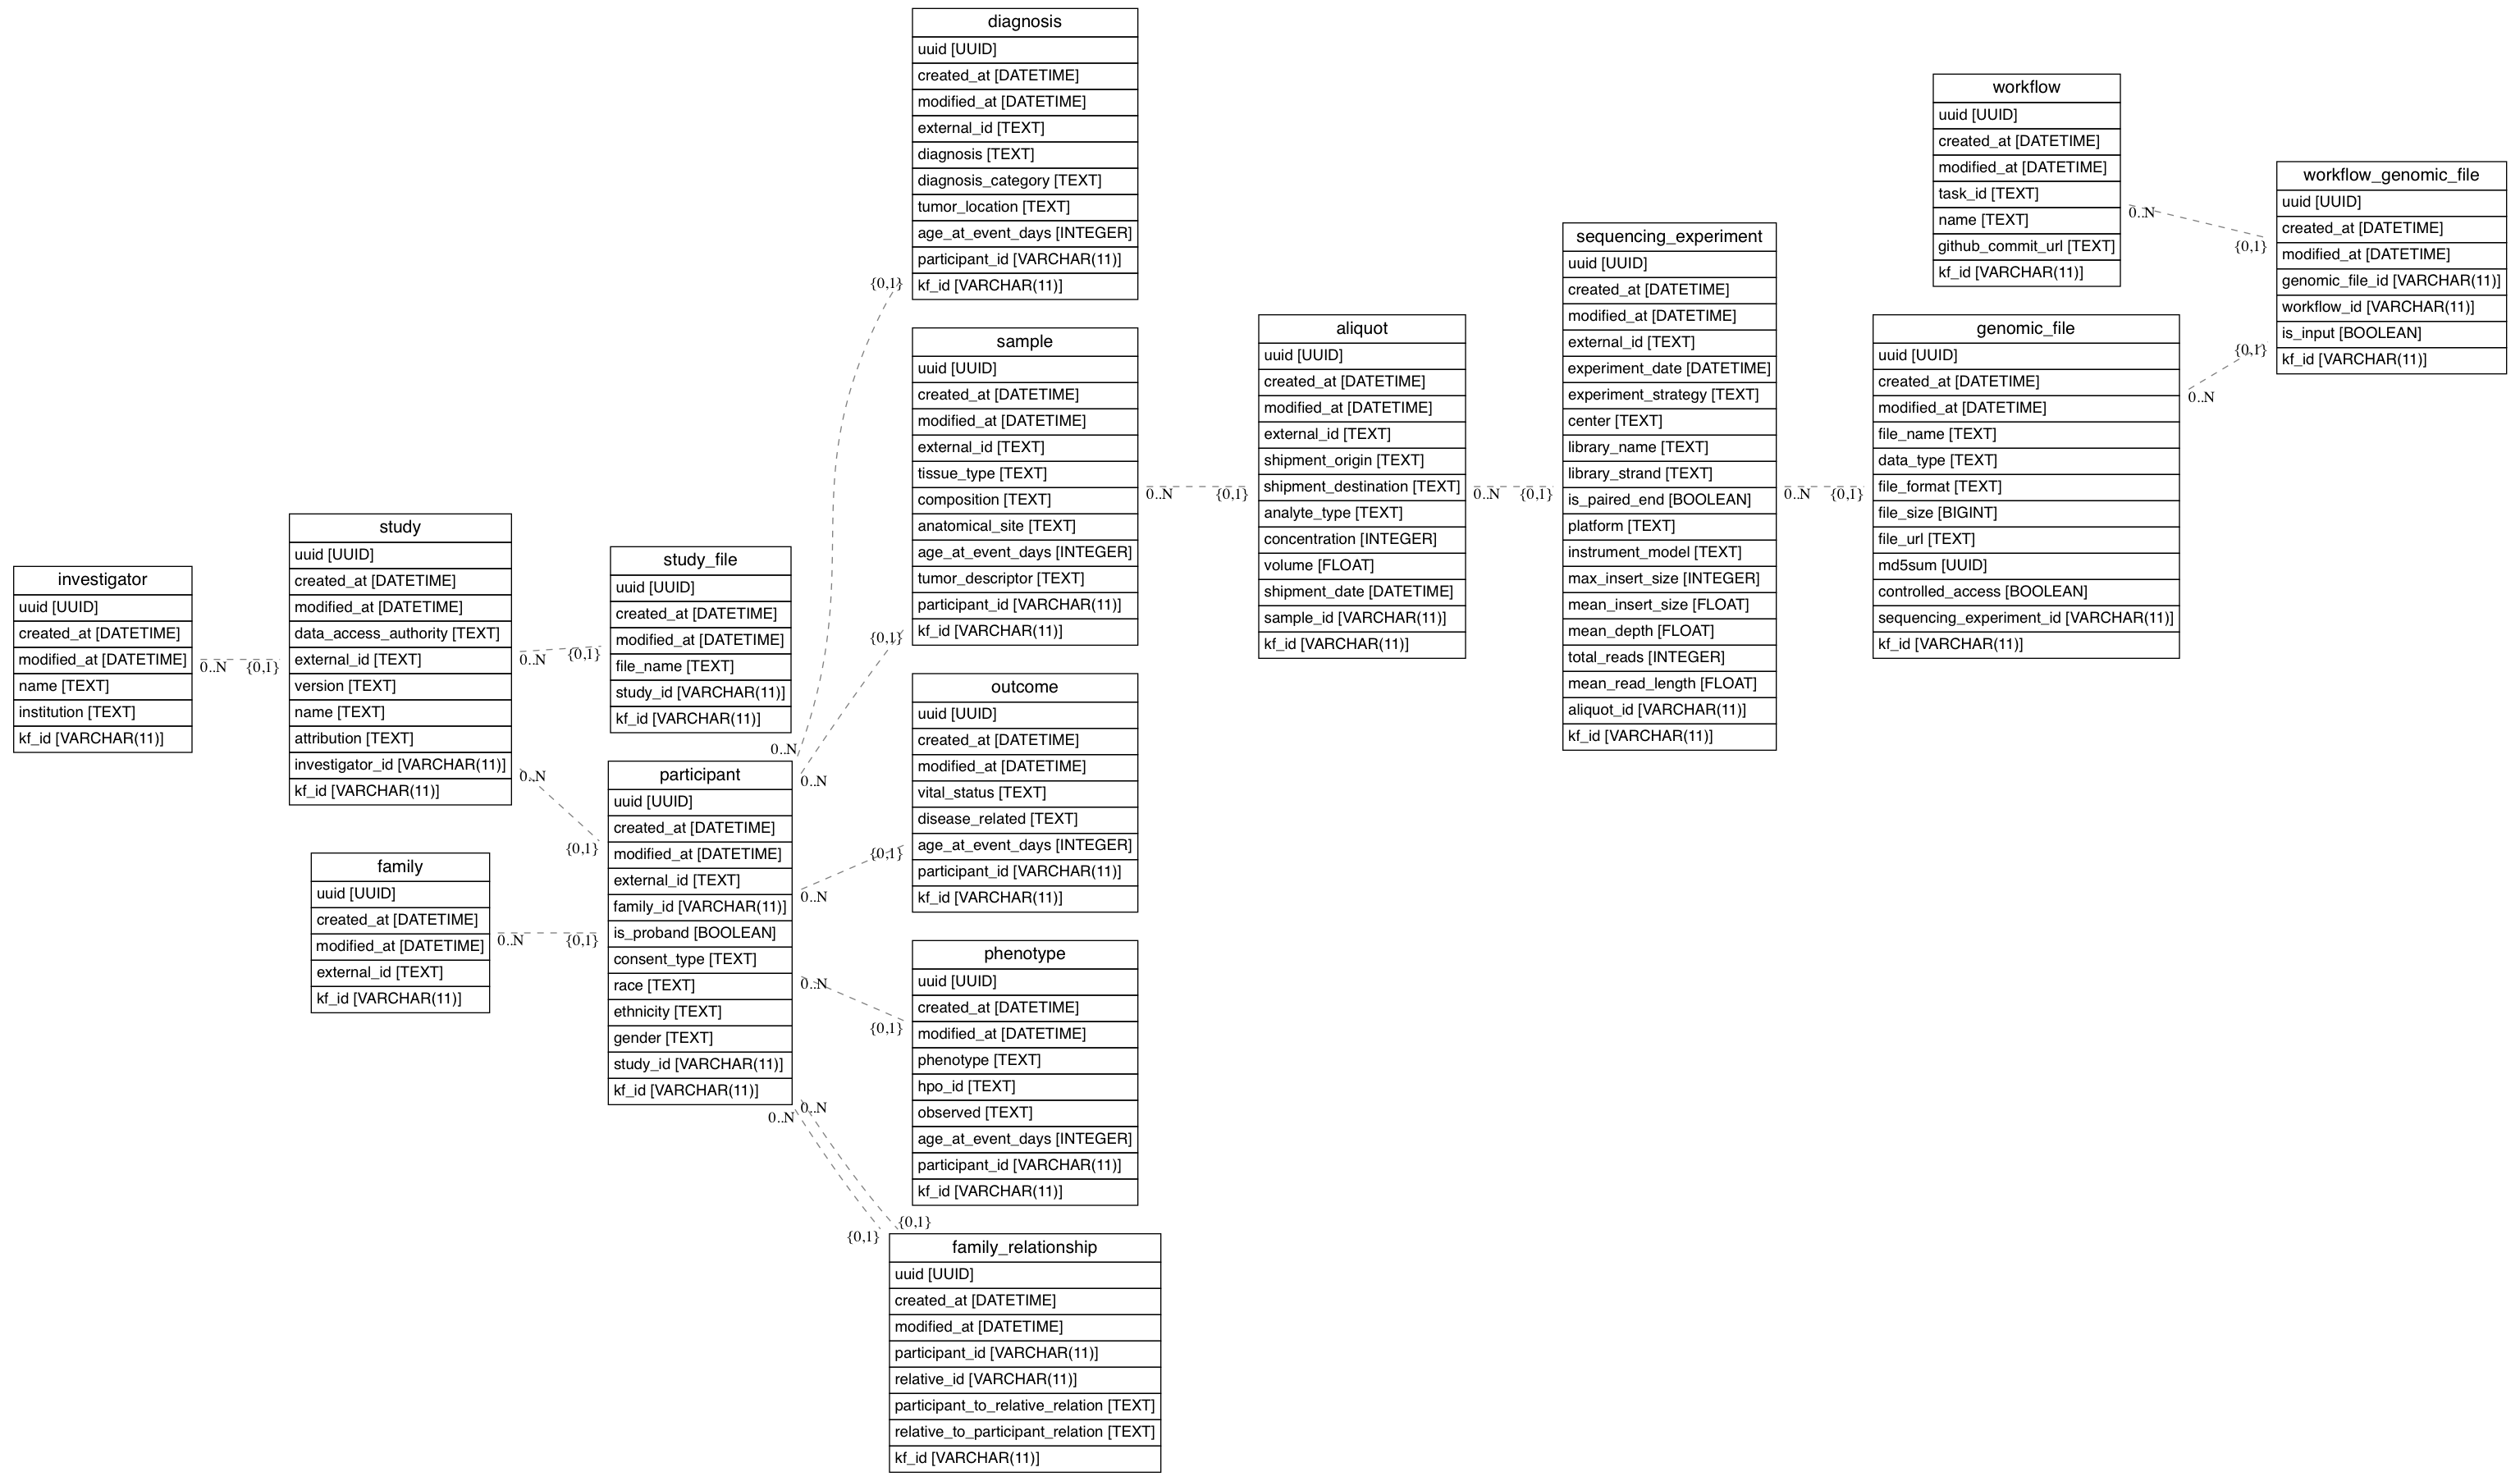 investigator
uuid [UUID]
created_at [DATETIME]
modified_at [DATETIME]
name [TEXT]
institution [TEXT]
kf_id [VARCHAR(11)]
0..N
{0,1}
study
uuid [UUID]
created_at [DATETIME]
modified_at [DATETIME]
data_access_authority [TEXT]
external_id [TEXT]
version [TEXT]
name [TEXT]
attribution [TEXT]
investigator_id [VARCHAR(11)]
kf_id [VARCHAR(11)]
0..N
{0,1}
0..N
{0,1}
family
uuid [UUID]
created_at [DATETIME]
modified_at [DATETIME]
external_id [TEXT]
kf_id [VARCHAR(11)]
0..N
{0,1}
study_file
uuid [UUID]
created_at [DATETIME]
modified_at [DATETIME]
file_name [TEXT]
study_id [VARCHAR(11)]
kf_id [VARCHAR(11)]
participant
uuid [UUID]
created_at [DATETIME]
modified_at [DATETIME]
external_id [TEXT]
family_id [VARCHAR(11)]
is_proband [BOOLEAN]
consent_type [TEXT]
race [TEXT]
ethnicity [TEXT]
gender [TEXT]
study_id [VARCHAR(11)]
kf_id [VARCHAR(11)]
0..N
{0,1}
0..N
{0,1}
0..N
{0,1}
0..N
{0,1}
0..N
{0,1}
0..N
{0,1}
diagnosis
uuid [UUID]
created_at [DATETIME]
modified_at [DATETIME]
external_id [TEXT]
diagnosis [TEXT]
diagnosis_category [TEXT]
tumor_location [TEXT]
age_at_event_days [INTEGER]
participant_id [VARCHAR(11)]
kf_id [VARCHAR(11)]
sample
uuid [UUID]
created_at [DATETIME]
modified_at [DATETIME]
external_id [TEXT]
tissue_type [TEXT]
composition [TEXT]
anatomical_site [TEXT]
age_at_event_days [INTEGER]
tumor_descriptor [TEXT]
participant_id [VARCHAR(11)]
kf_id [VARCHAR(11)]
0..N
{0,1}
outcome
uuid [UUID]
created_at [DATETIME]
modified_at [DATETIME]
vital_status [TEXT]
disease_related [TEXT]
age_at_event_days [INTEGER]
participant_id [VARCHAR(11)]
kf_id [VARCHAR(11)]
phenotype
uuid [UUID]
created_at [DATETIME]
modified_at [DATETIME]
phenotype [TEXT]
hpo_id [TEXT]
observed [TEXT]
age_at_event_days [INTEGER]
participant_id [VARCHAR(11)]
kf_id [VARCHAR(11)]
family_relationship
uuid [UUID]
created_at [DATETIME]
modified_at [DATETIME]
participant_id [VARCHAR(11)]
relative_id [VARCHAR(11)]
participant_to_relative_relation [TEXT]
relative_to_participant_relation [TEXT]
kf_id [VARCHAR(11)]
aliquot
uuid [UUID]
created_at [DATETIME]
modified_at [DATETIME]
external_id [TEXT]
shipment_origin [TEXT]
shipment_destination [TEXT]
analyte_type [TEXT]
concentration [INTEGER]
volume [FLOAT]
shipment_date [DATETIME]
sample_id [VARCHAR(11)]
kf_id [VARCHAR(11)]
0..N
{0,1}
sequencing_experiment
uuid [UUID]
created_at [DATETIME]
modified_at [DATETIME]
external_id [TEXT]
experiment_date [DATETIME]
experiment_strategy [TEXT]
center [TEXT]
library_name [TEXT]
library_strand [TEXT]
is_paired_end [BOOLEAN]
platform [TEXT]
instrument_model [TEXT]
max_insert_size [INTEGER]
mean_insert_size [FLOAT]
mean_depth [FLOAT]
total_reads [INTEGER]
mean_read_length [FLOAT]
aliquot_id [VARCHAR(11)]
kf_id [VARCHAR(11)]
0..N
{0,1}
workflow
uuid [UUID]
created_at [DATETIME]
modified_at [DATETIME]
task_id [TEXT]
name [TEXT]
github_commit_url [TEXT]
kf_id [VARCHAR(11)]
0..N
{0,1}
genomic_file
uuid [UUID]
created_at [DATETIME]
modified_at [DATETIME]
file_name [TEXT]
data_type [TEXT]
file_format [TEXT]
file_size [BIGINT]
file_url [TEXT]
md5sum [UUID]
controlled_access [BOOLEAN]
sequencing_experiment_id [VARCHAR(11)]
kf_id [VARCHAR(11)]
0..N
{0,1}
workflow_genomic_file
uuid [UUID]
created_at [DATETIME]
modified_at [DATETIME]
genomic_file_id [VARCHAR(11)]
workflow_id [VARCHAR(11)]
is_input [BOOLEAN]
kf_id [VARCHAR(11)]